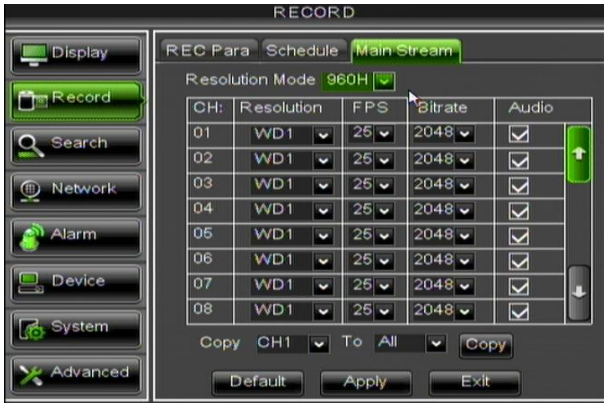 RECORD
Display
Record
Search
Network
Alarm
Device
System
Advanced
REC Para Schedule Main Stream
Resolution Mode 960H
CH: Resolution FPS Bitrate Audio
01 WD1 25 2048
02 WD1 25 2048
03 WD1 25 2048
04 WD1 25 2048
05 WD1 25 2048
06 WD1 25 2048
07 WD1 25 2048
08 WD1 25 2048
Copy CH1 To All Copy
Default Apply Exit